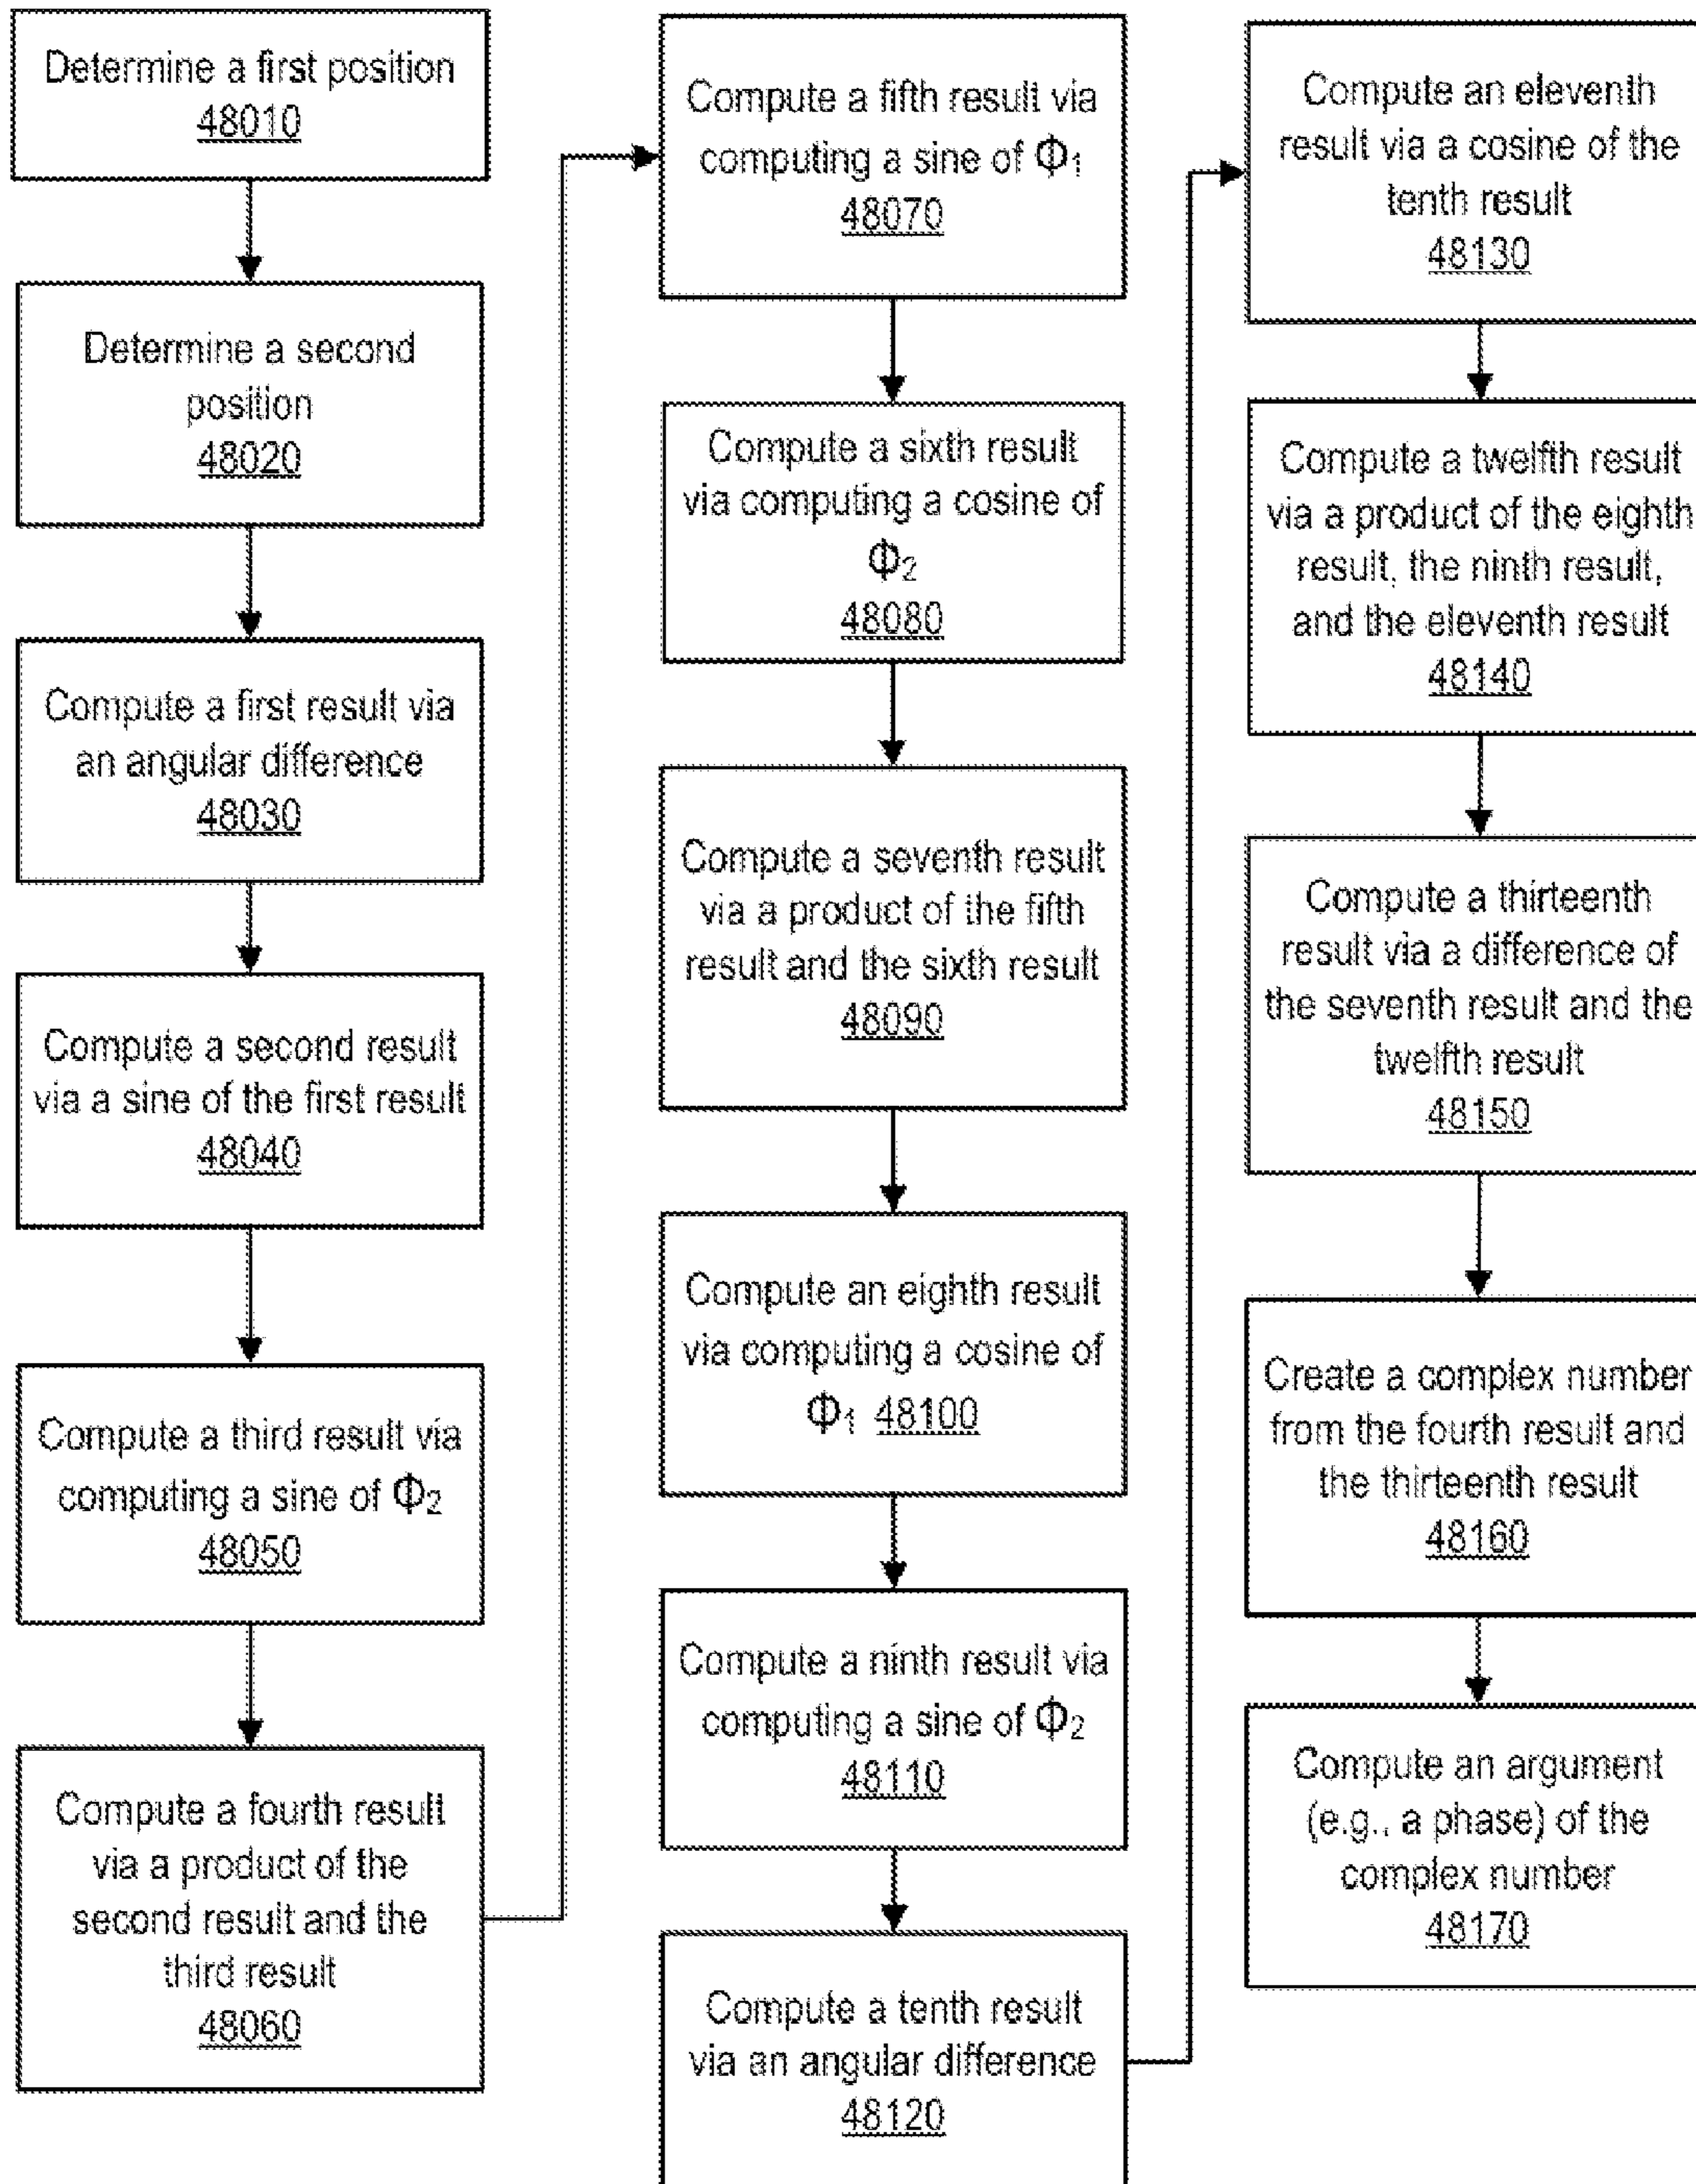 Determine a first position
48010
Determine a second
position
48020
Compute a first result via
an angular difference
48030
Compute a second result
via a sine of the first result
48040
Compute a third result via
computing a sine of Φ₂
48050
Compute a fourth result
via a product of the
second result and the
third result
48060
Compute a fifth result via
computing a sine of Φ₁
48070
Compute a sixth result
via computing a cosine of
Φ₂
48080
Compute a seventh result
via a product of the fifth
result and the sixth result
48090
Compute an eighth result
via computing a cosine of
Φ₁ 48100
Compute a ninth result via
computing a sine of Φ₂
48110
Compute a tenth result
via an angular difference
48120
Compute an eleventh
result via a cosine of the
tenth result
48130
Compute a twelfth result
via a product of the eighth
result, the ninth result,
and the eleventh result
48140
Compute a thirteenth
result via a difference of
the seventh result and the
twelfth result
48150
Create a complex number
from the fourth result and
the thirteenth result
48160
Compute an argument
(e.g., a phase) of the
complex number
48170